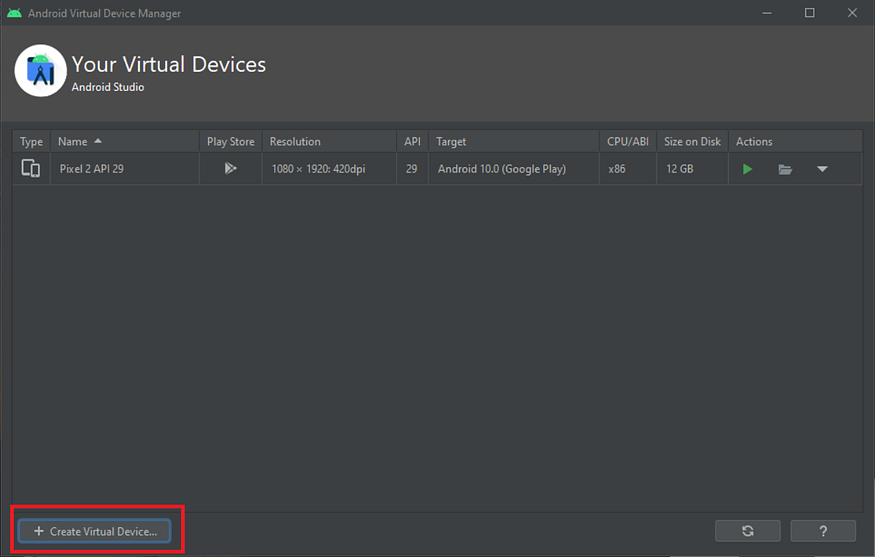 Android Virtual Device Manager
Your Virtual Devices
Android Studio
Type Name Play Store Resolution API Target CPU/ABI Size on Disk Actions
Pixel 2 API 29 1080 × 1920: 420dpi 29 Android 10.0 (Google Play) x86 12 GB
+ Create Virtual Device... ?